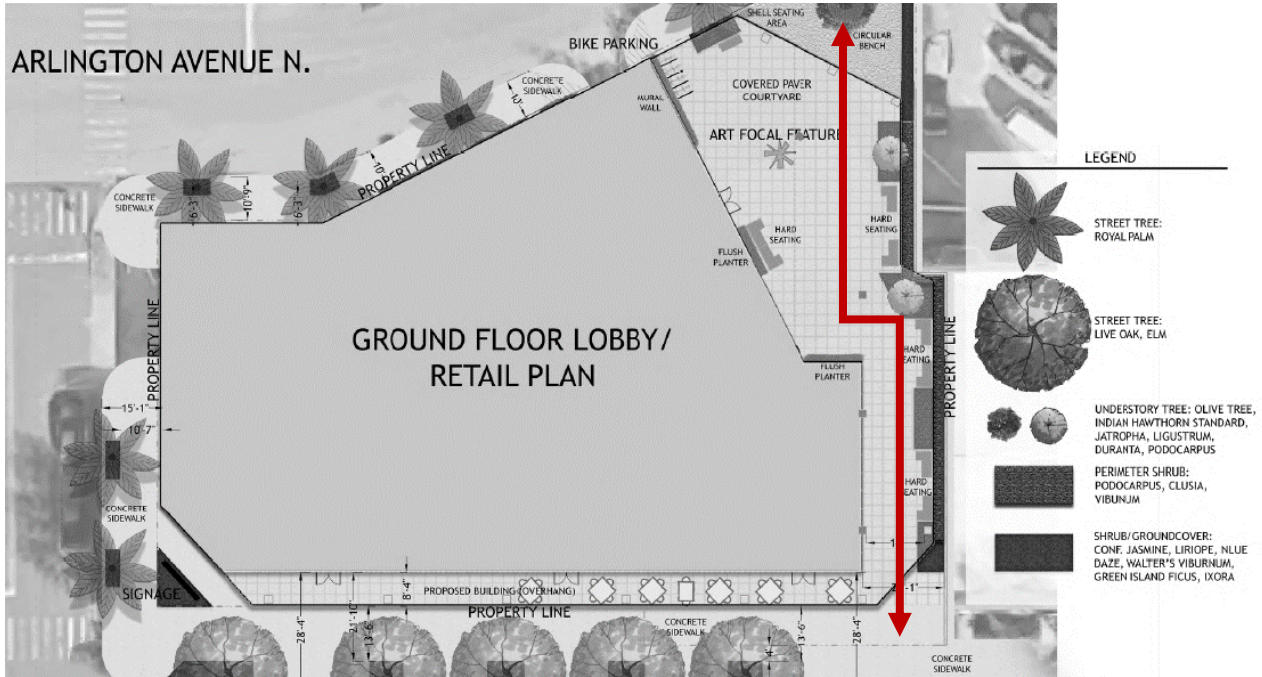 SHELL SEATING
AREA
CIRCULAR
BENCH
BIKE PARKING
ARLINGTON AVENUE N.
CONCRETE
SIDEWALK
13'
COVERED PAVER
COURTYARD
MURAL
WALL
ART FOCAL FEATURE
LEGEND
10'
PROPERTY LINE
CONCRETE
SIDEWALK
6'-3"
10'-9"
6'-3"
HARD
SEATING
HARD
SEATING
FLUSH
PLANTER
STREET TREE:
ROYAL PALM
PROPERTY LINE
GROUND FLOOR LOBBY/
RETAIL PLAN
STREET TREE:
LIVE OAK, ELM
HARD
SEATING
FLUSH
PLANTER
PROPERTY LINE
15'-1"
10'-7"
UNDERSTORY TREE: OLIVE TREE,
INDIAN HAWTHORN STANDARD,
JATROPHA, LIGUSTRUM,
DURANTA, PODOCARPUS
PERIMETER SHRUB:
PODOCARPUS, CLUSIA,
VIBUNJM
HARD
EATING
CONCRETE
SIDEWALK
SHRUB/GROUNDCOVER:
CONF. JASMINE, LIRIOPE, NLUE
DAZE, WALTER'S VIBURNUM,
GREEN ISLAND FICUS, IXORA
SIGNAGE
8'-4"
PROPOSED BUILDING (OVERHANG)
PROPERTY LINE
28'-4"
21'-10"
13'-6"
CONCRETE
SIDEWALK
4'
13'-6"
28'-4"
CONCRETE
SIDEWALK